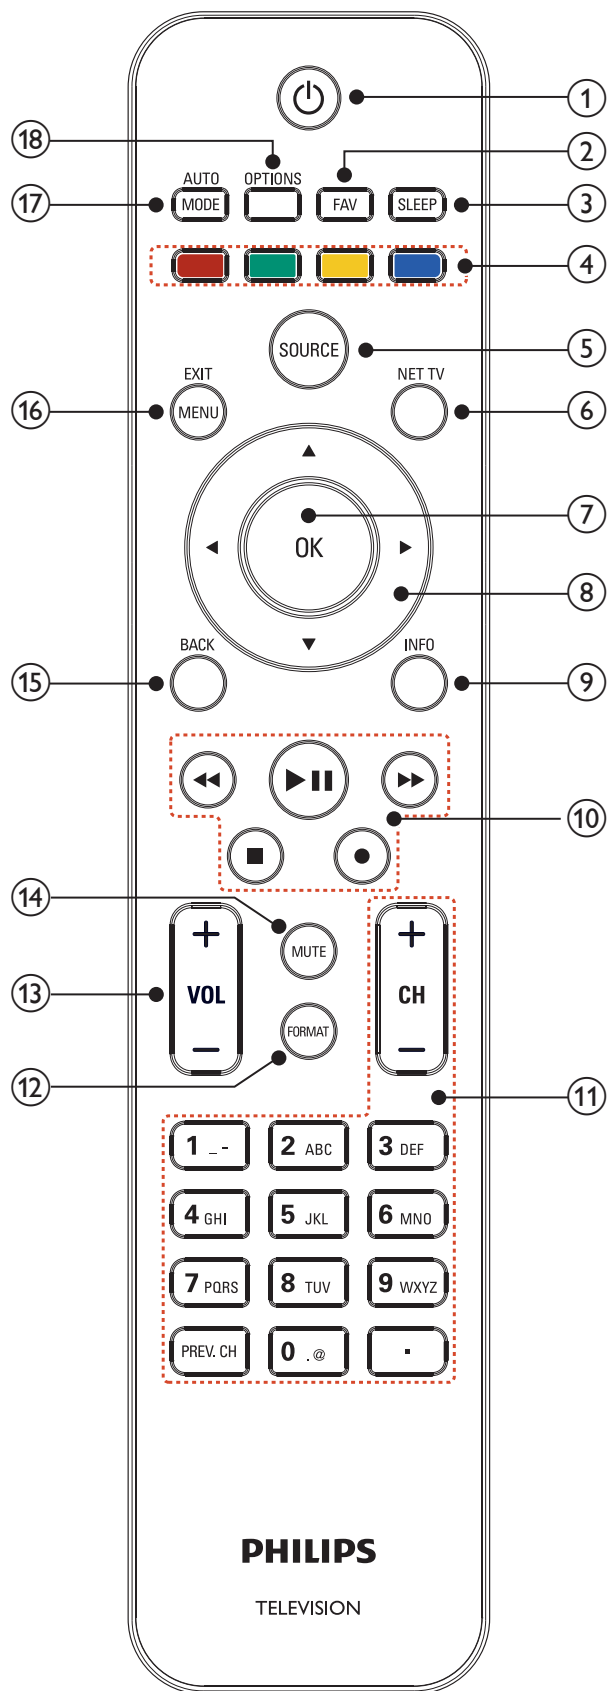 1
18
2
AUTO OPTIONS
17 MODE FAV SLEEP 3
4
SOURCE 5
EXIT NET TV
16 MENU 6
7
OK
8
BACK INFO
15 9
10
14
+ +
MUTE
13 VOL CH
FORMAT
– –
12 11
1 _ - 2 ABC 3 DEF
4 GHI 5 JKL 6 MNO
7 PQRS 8 TUV 9 WXYZ
PREV. CH 0 .@ .
PHILIPS
TELEVISION